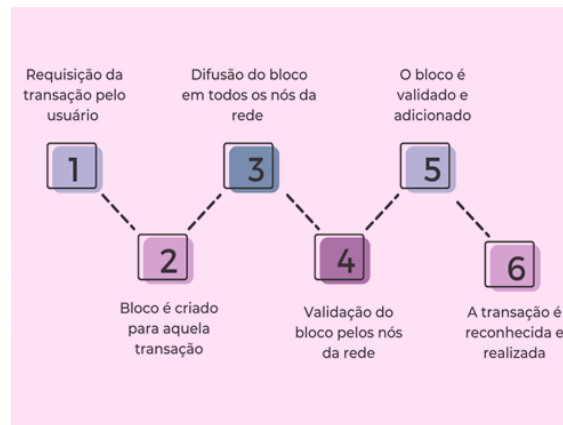 Requisição da
transação pelo
usuário
1
Bloco é criado
para aquela
transação
2
Difusão do bloco
em todos os nós da
rede
3
Validação do
bloco pelos nós
da rede
4
O bloco é
validado e
adicionado
5
A transação é
reconhecida e
realizada
6